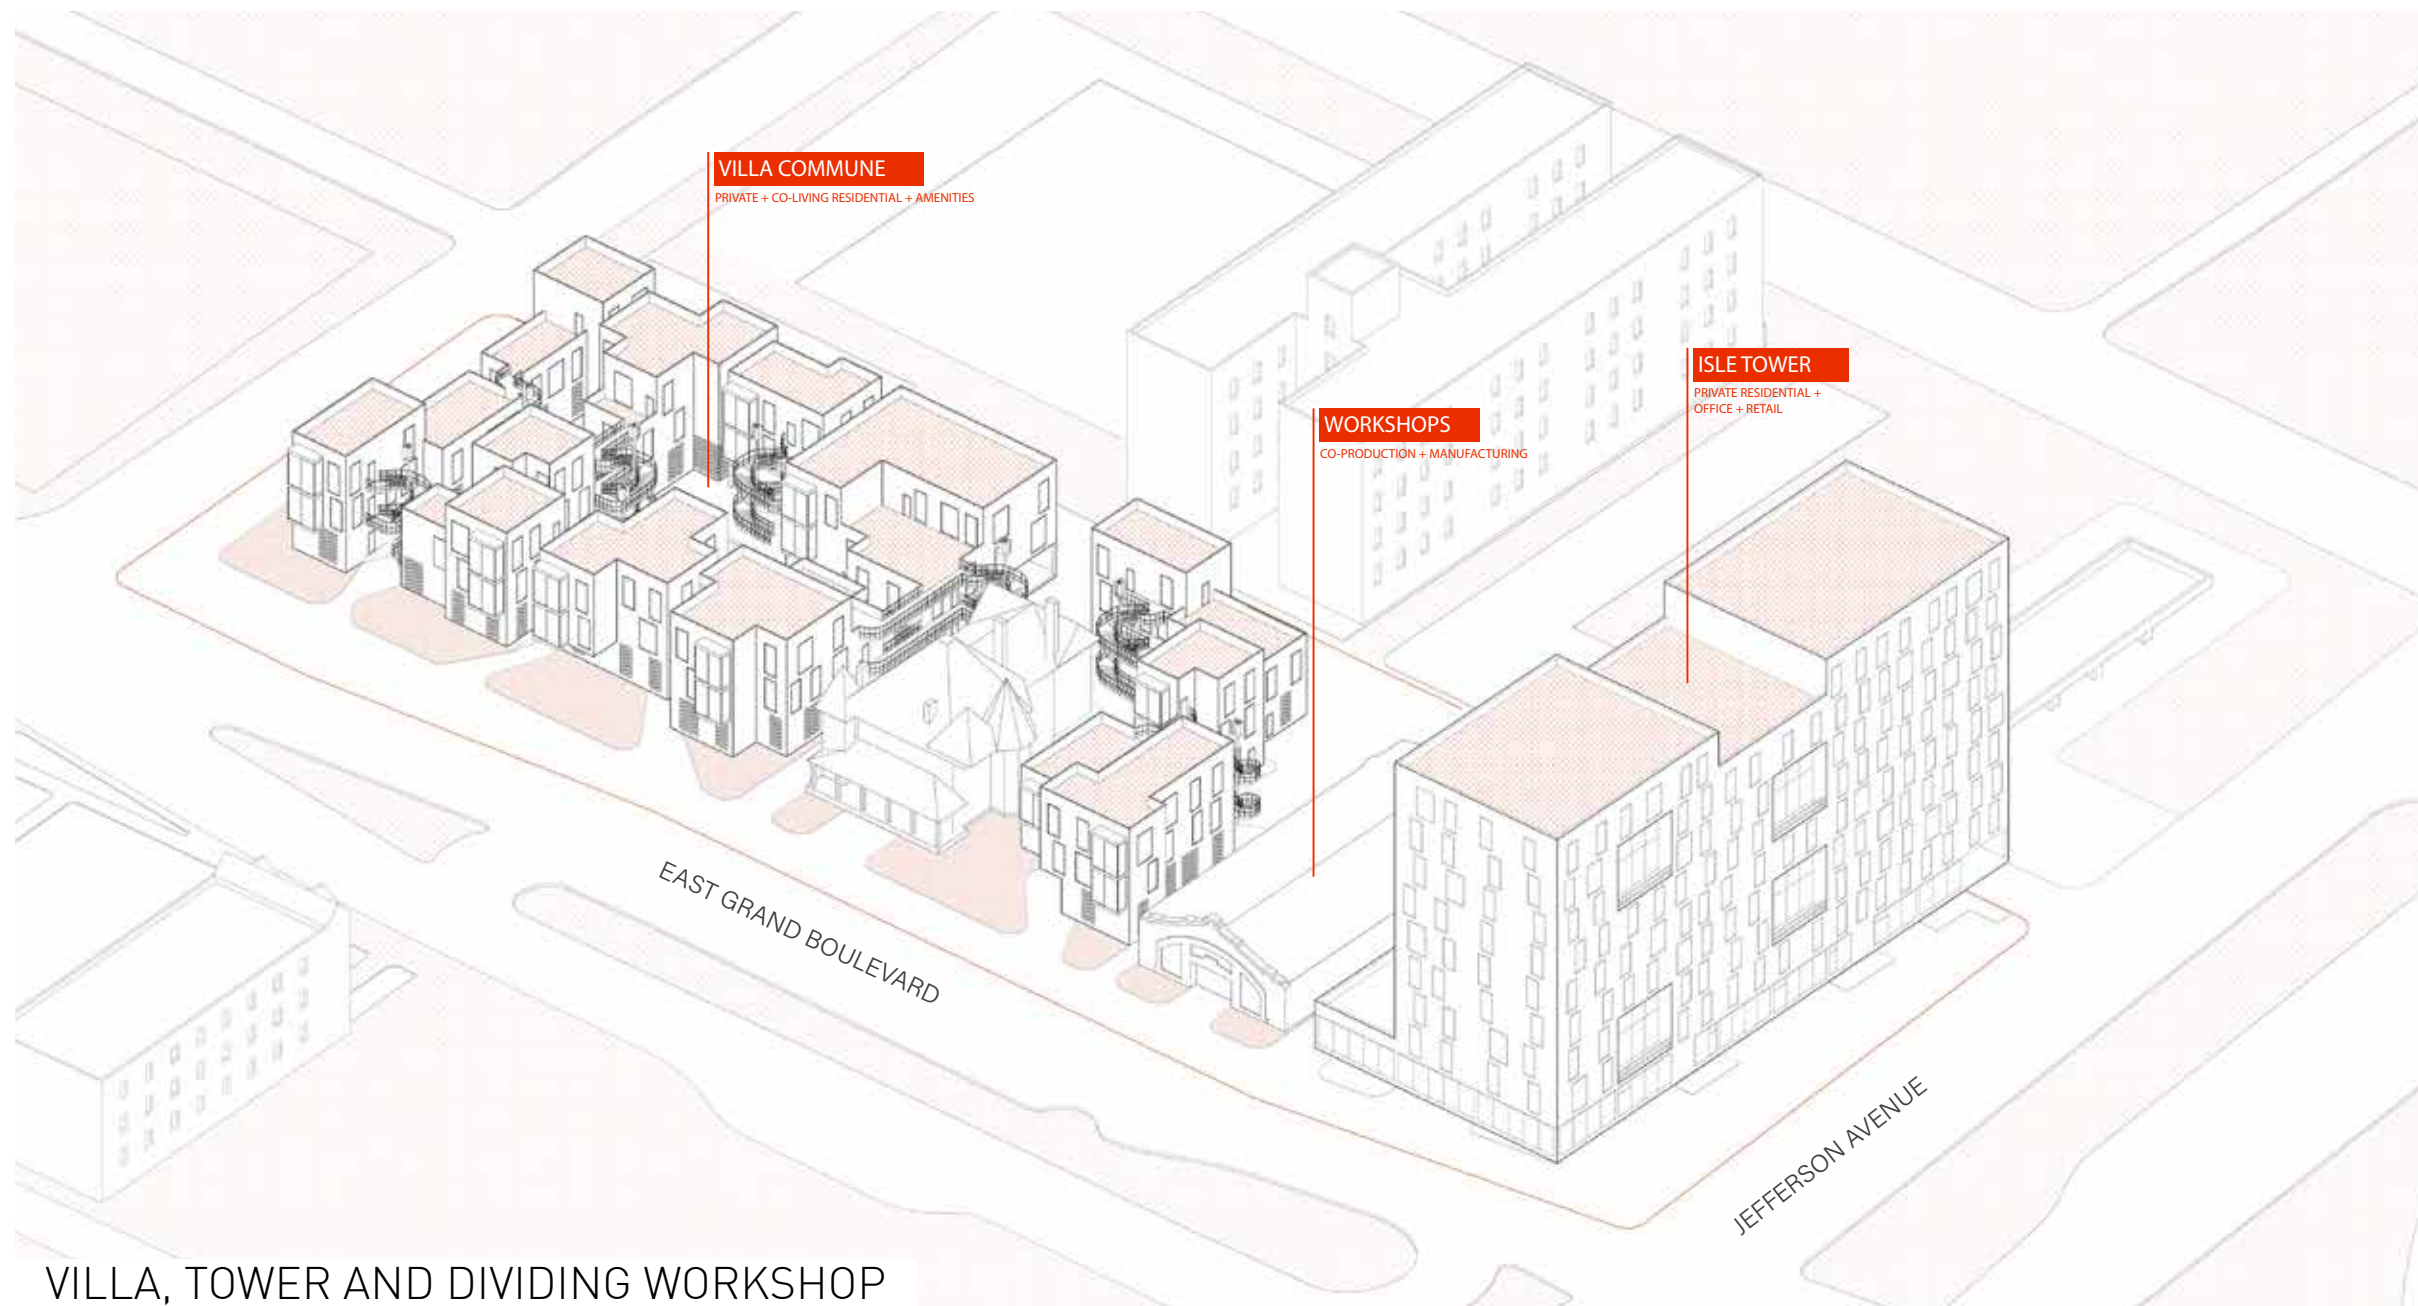 VILLA COMMUNE
PRIVATE + CO-LIVING RESIDENTIAL + AMENITIES
ISLE TOWER
PRIVATE RESIDENTIAL +
OFFICE + RETAIL
WORKSHOPS
CO-PRODUCTION + MANUFACTURING
EAST GRAND BOULEVARD
JEFFERSON AVENUE
VILLA, TOWER AND DIVIDING WORKSHOP